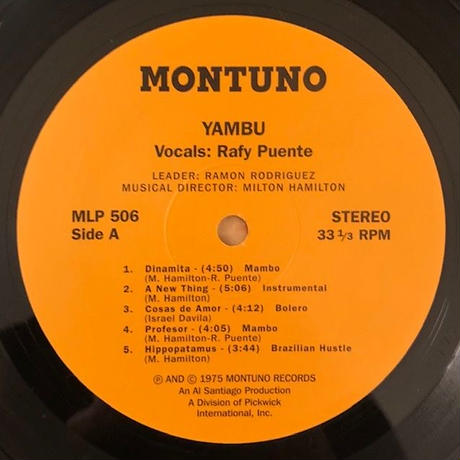 MONTUNO
YAMBU
Vocals: Rafy Puente
LEADER: RAMON RODRIGUEZ
MUSICAL DIRECTOR: MILTON HAMILTON
MLP 506
Side A
STEREO
33 1/3 RPM
1. Dinamita - (4:50) Mambo
(M. Hamilton-R. Puente)
2. A New Thing - (5:06) Instrumental
(M. Hamilton)
3. Cosas de Amor - (4:12) Bolero
(Israel Davila)
4. Profesor - (4:05) Mambo
(M. Hamilton-R. Puente)
5. Hippopatamus - (3:44) Brazilian Hustle
(M. Hamilton)
Ⓟ AND © 1975 MONTUNO RECORDS
An Al Santiago Production
A Division of Pickwick
International, Inc.